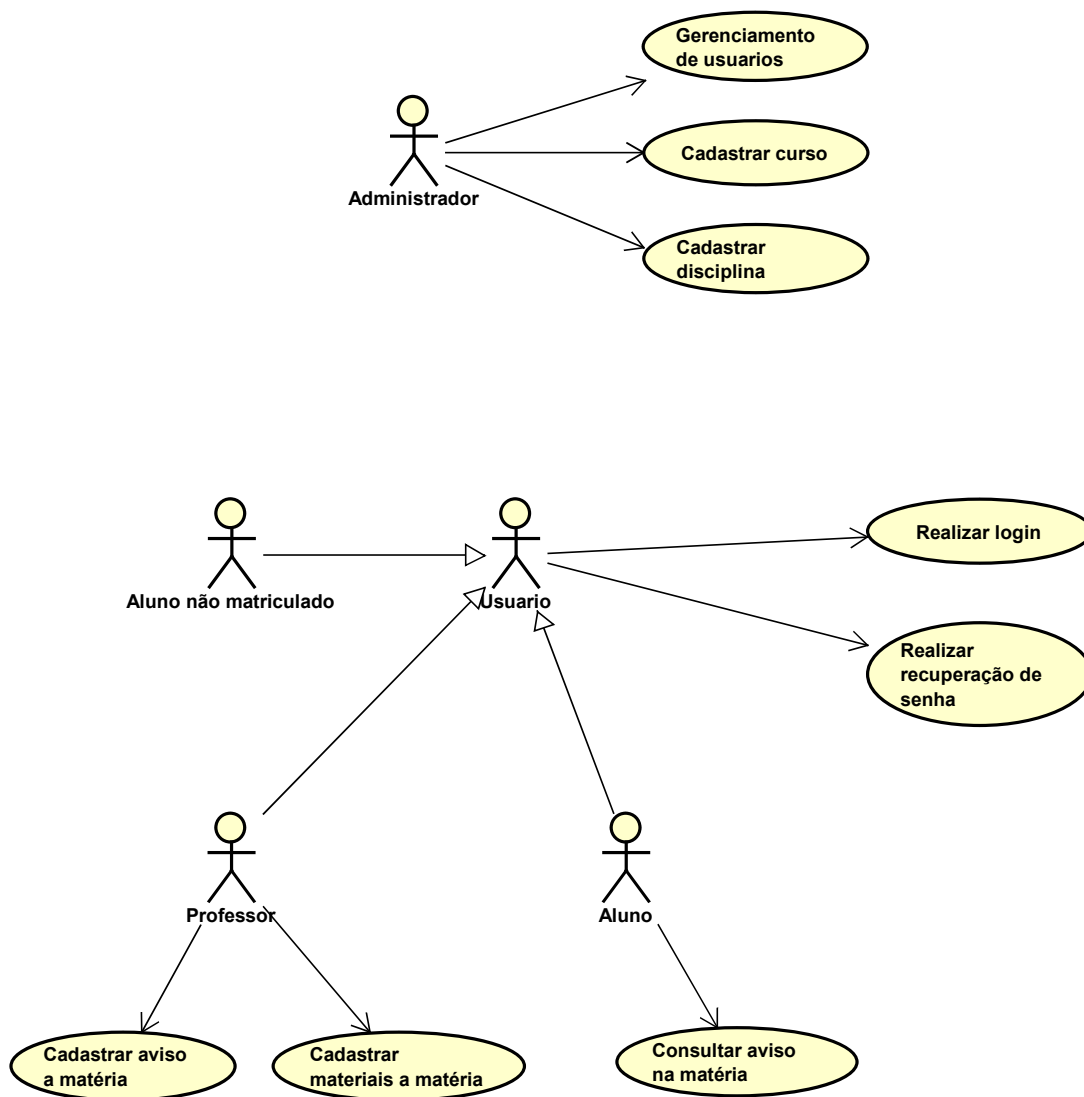 Gerenciamento
de usuarios
Cadastrar curso
Administrador
Cadastrar
disciplina
Realizar login
Aluno não matriculado
Usuario
Realizar
recuperação de
senha
Professor
Aluno
Cadastrar aviso
a matéria
Cadastrar
materiais a matéria
Consultar aviso
na matéria